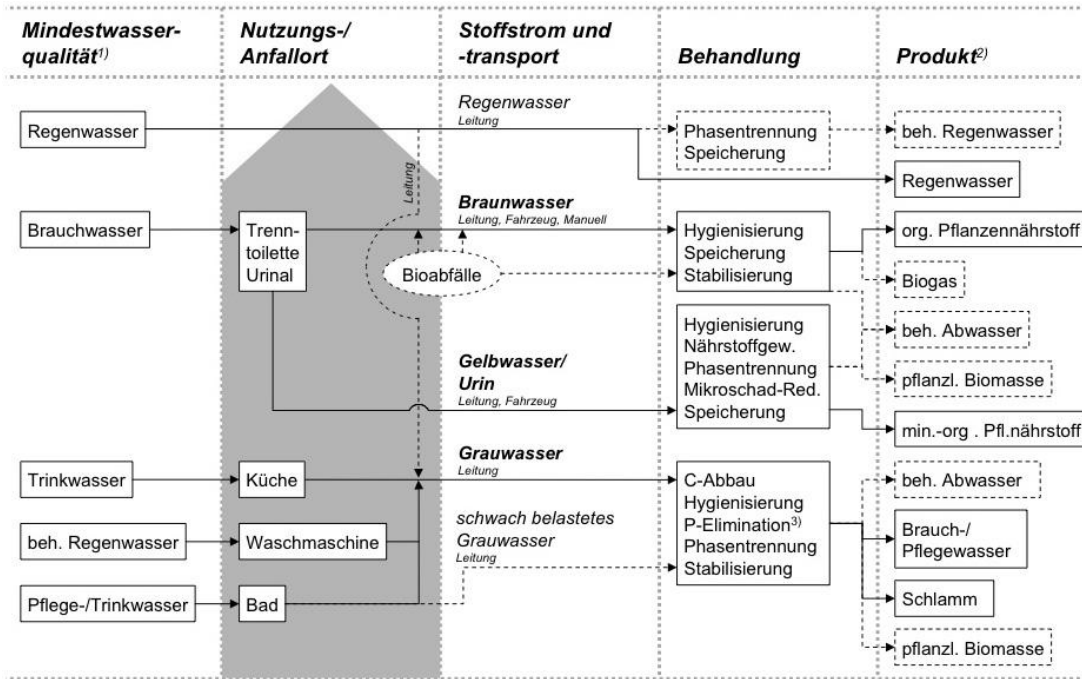 Mindestwasser-
qualität1)
Nutzungs-/
Anfallort
Stoffstrom und
-transport
Behandlung
Produkt2)
Regenwasser
Regenwasser
Leitung
Leitung
Phasentrennung
Speicherung
beh. Regenwasser
Regenwasser
Brauchwasser
Trenn-
toilette
Urinal
Braunwasser
Leitung, Fahrzeug, Manuell
Bioabfälle
Hygienisierung
Speicherung
Stabilisierung
org. Pflanzennährstoff
Biogas
Gelbwasser/
Urin
Leitung, Fahrzeug
Hygienisierung
Nährstoffgew.
Phasentrennung
Mikroschad-Red.
Speicherung
beh. Abwasser
pflanzl. Biomasse
min.-org . Pfl.nährstoff
Trinkwasser
Küche
Grauwasser
Leitung
beh. Regenwasser
Waschmaschine
schwach belastetes
Grauwasser
Leitung
Pflege-/Trinkwasser
Bad
C-Abbau
Hygienisierung
P-Elimination3)
Phasentrennung
Stabilisierung
beh. Abwasser
Brauch-/
Pflegewasser
Schlamm
pflanzl. Biomasse